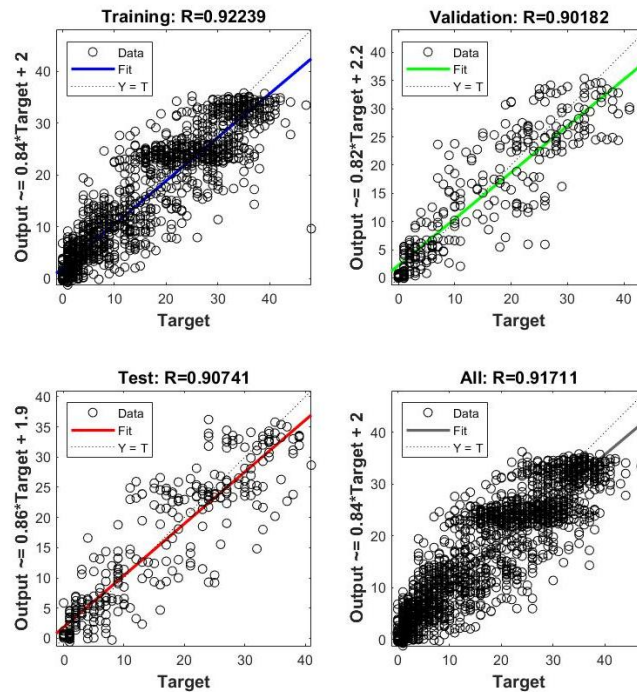 Training: R=0.92239
Data
Fit
Y = T
Output ~= 0.84*Target + 2
40
30
20
10
0
0 10 20 30 40
Target
Validation: R=0.90182
Data
Fit
Y = T
Output ~= 0.82*Target + 2.2
40
35
30
25
20
15
10
5
0
0 10 20 30 40
Target
Test: R=0.90741
Data
Fit
Y = T
Output ~= 0.86*Target + 1.9
40
35
30
25
20
15
10
5
0
0 10 20 30 40
Target
All: R=0.91711
Data
Fit
Y = T
Output ~= 0.84*Target + 2
40
30
20
10
0
0 10 20 30 40
Target